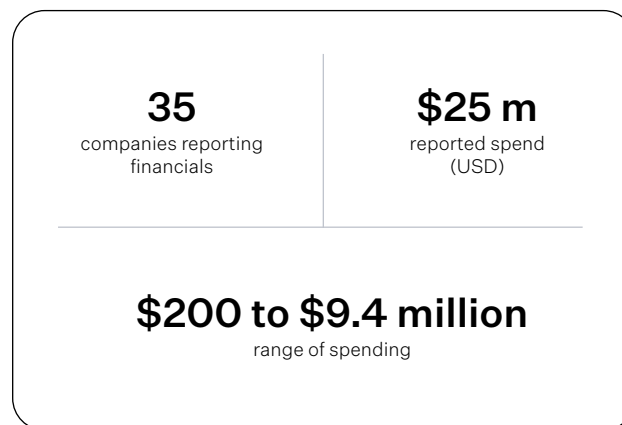 35
companies reporting
financials
$25 m
reported spend
(USD)
$200 to $9.4 million
range of spending